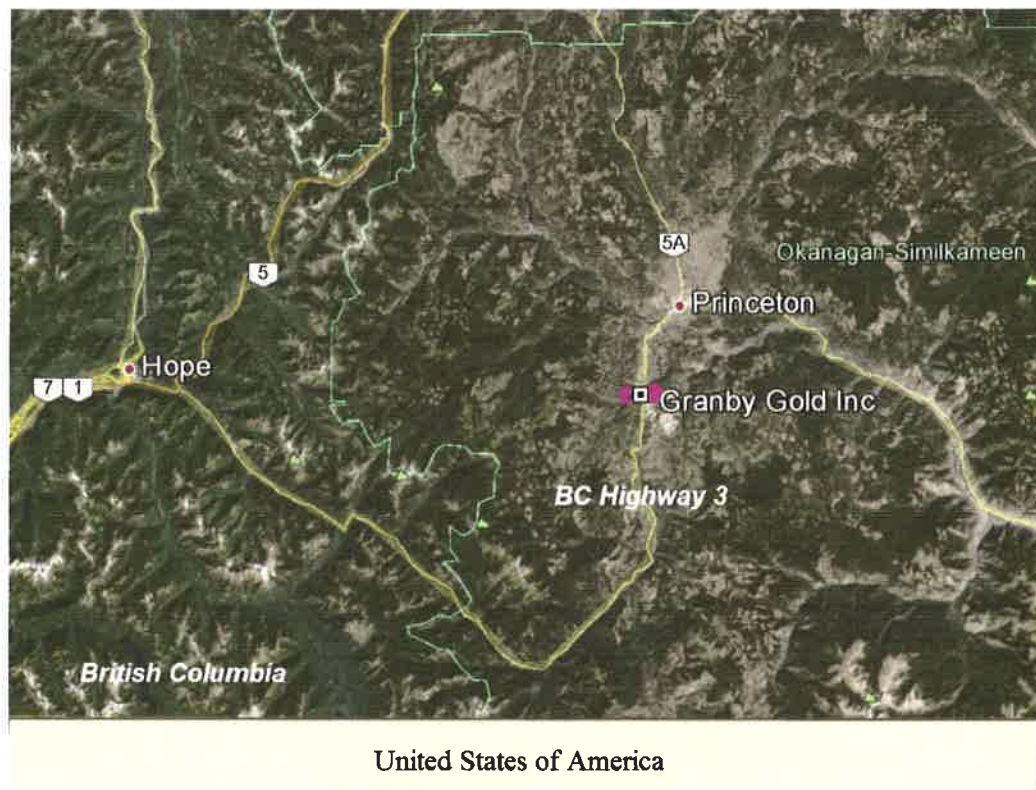 5A
Okanagan-Similkameen
5
Princeton
Hope
7 1
Granby Gold Inc
BC Highway 3
British Columbia
United States of America